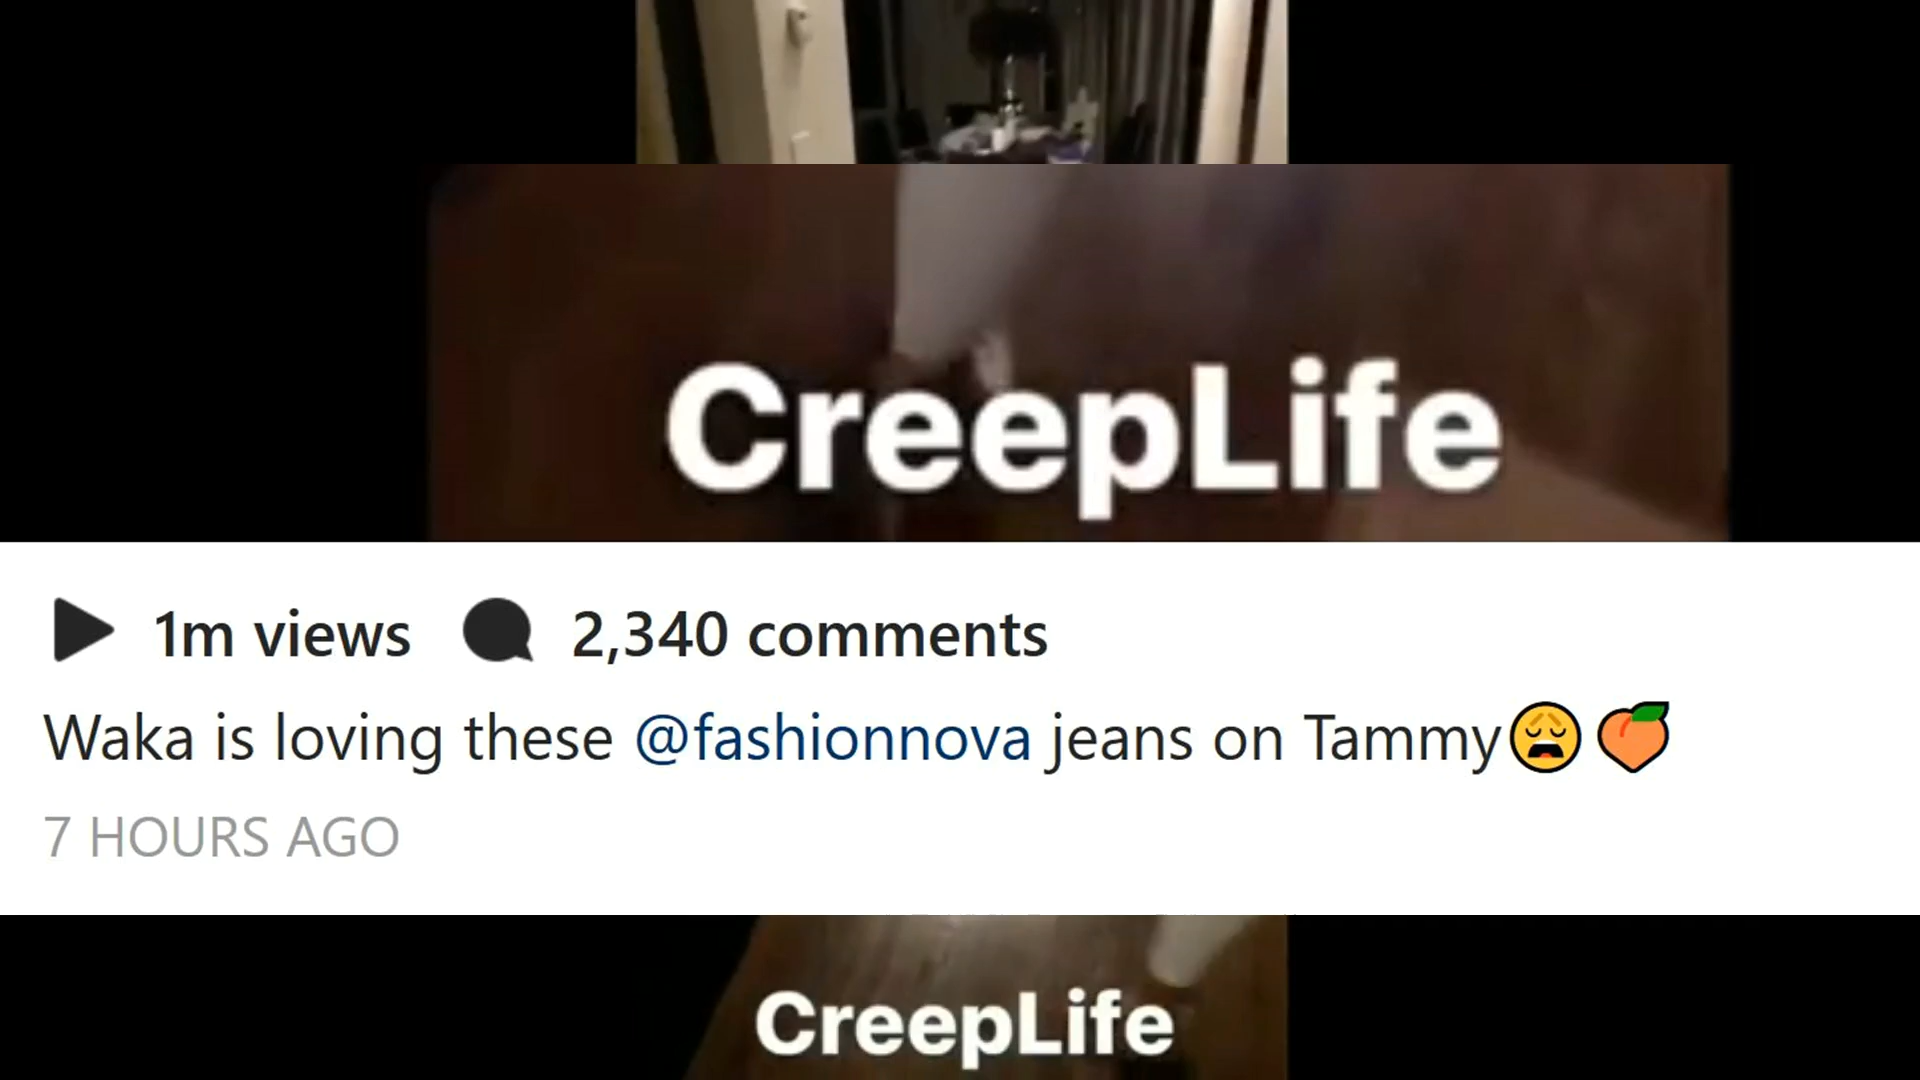 CreepLife
1m views 2,340 comments
Waka is loving these @fashionnova jeans on Tammy😩🍑
7 HOURS AGO
CreepLife